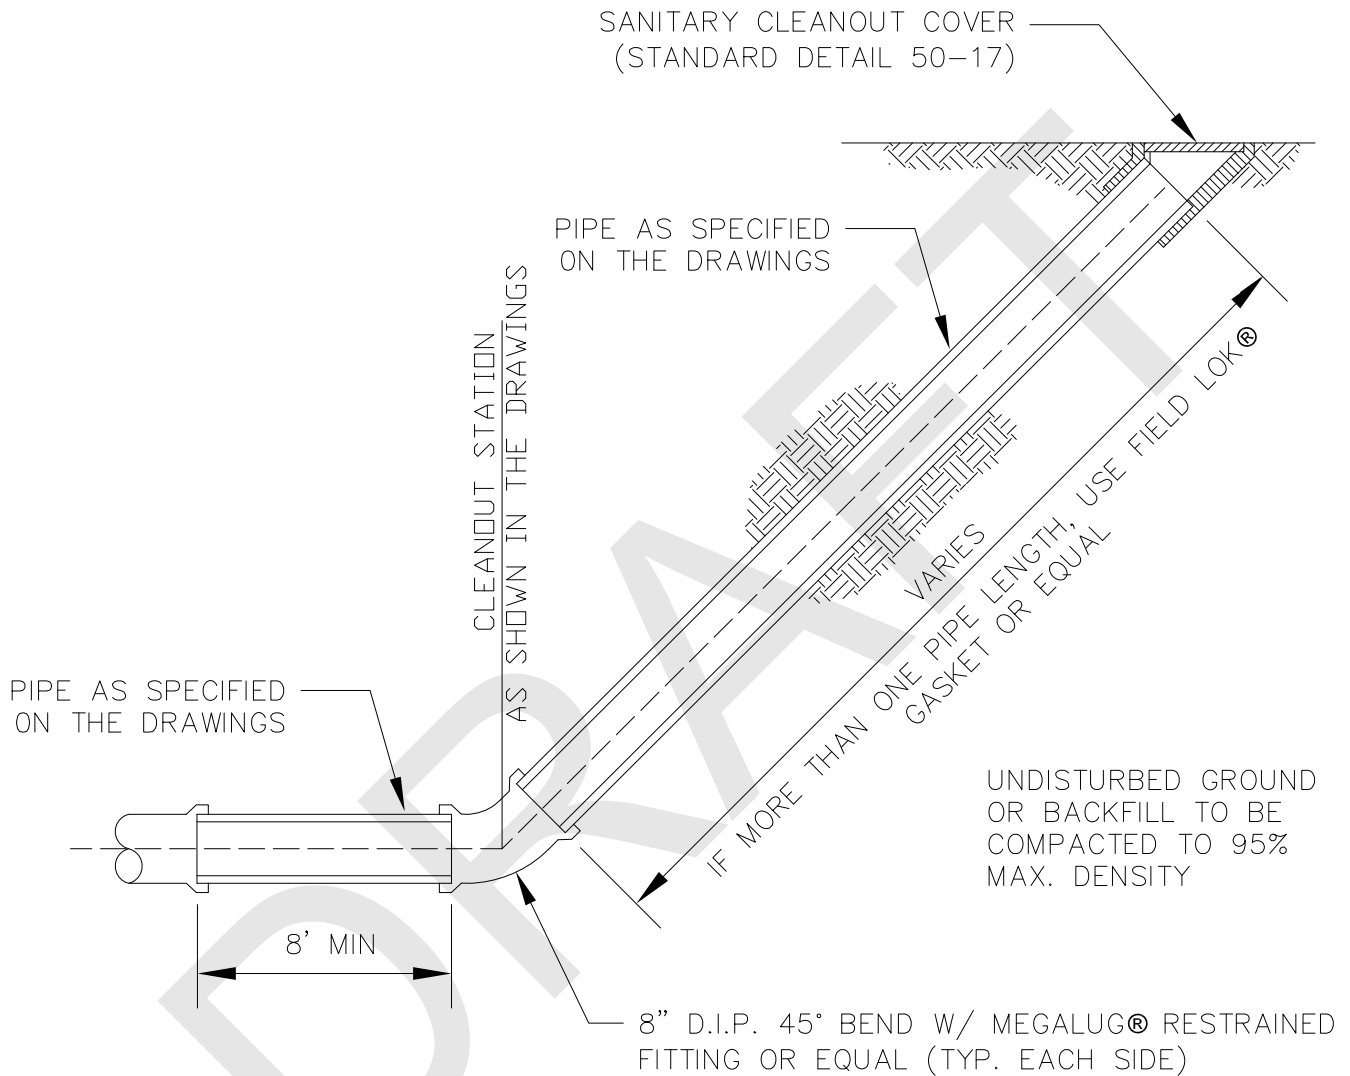 SANITARY CLEANOUT COVER
(STANDARD DETAIL 50-17)
PIPE AS SPECIFIED
ON THE DRAWINGS
CLEANOUT STATION
AS SHOWN IN THE DRAWINGS
VARIES
IF MORE THAN ONE PIPE LENGTH, USE FIELD LOK®
GASKET OR EQUAL
PIPE AS SPECIFIED
ON THE DRAWINGS
UNDISTURBED GROUND
OR BACKFILL TO BE
COMPACTED TO 95%
MAX. DENSITY
8' MIN
8" D.I.P. 45° BEND W/ MEGALUG® RESTRAINED
FITTING OR EQUAL (TYP. EACH SIDE)
DRAFT